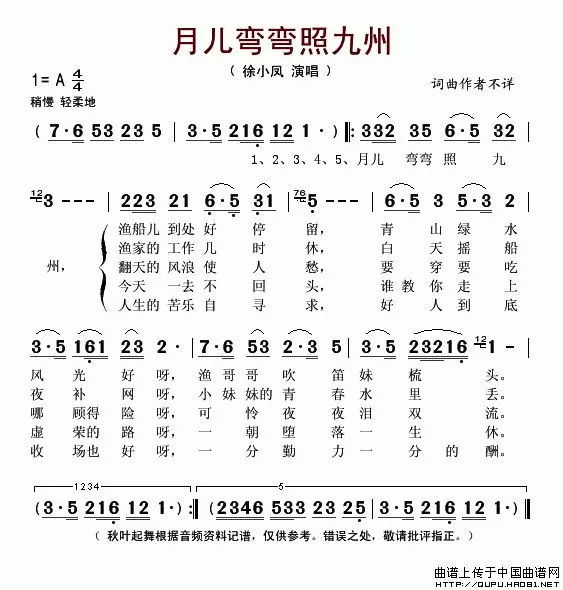 月儿弯弯照九州
（ 徐小凤 演唱 ）
1= A 4/4
词曲作者不详
稍慢 轻柔地
( 7·6 53 23 5 | 3·5 216 12 1·) |: 332 35 6·5 32 |
1、2、3、4、5、月儿 弯弯 照 九
12 3 - - - | 223 21 6·5 3·1 | 76 5 - - - | 6·5 3 5·3 2 |
州，
渔船儿 到处 好 停 留， 青 山 绿 水
渔家的 工作 几 时 休， 白 天 摇 船
翻天的 风浪 使 人 愁， 要 穿 要 吃
今天 一去 不 回 头， 谁 教 你 走 上
人生的 苦乐 自 寻 求， 好 人 到 底
3·5 161 23 2· | 7·6 53 2·3 5 | 3·5 23216 12 1 - |
风 光 好 呀， 渔 哥 哥 吹 笛 妹 梳 头。
夜 补 网 呀， 小 妹 妹的 青 春 水 里 丢。
哪 顾得 险 呀， 可 怜 夜 夜 泪 双 流。
虚 荣的 路 呀， 一 朝 堕 落 一 生 休。
收 场也 好 呀， 一 分 勤 力 一 分 的 酬。
1234 5
(3·5 216 12 1·) :| (2346 533 23 25· | 3·5 216 12 1·) |
（ 秋叶起舞根据音频资料记谱，仅供参考。错误之处，敬请批评指正。）
曲谱上传于中国曲谱网
http://QUPU.HAO81.net